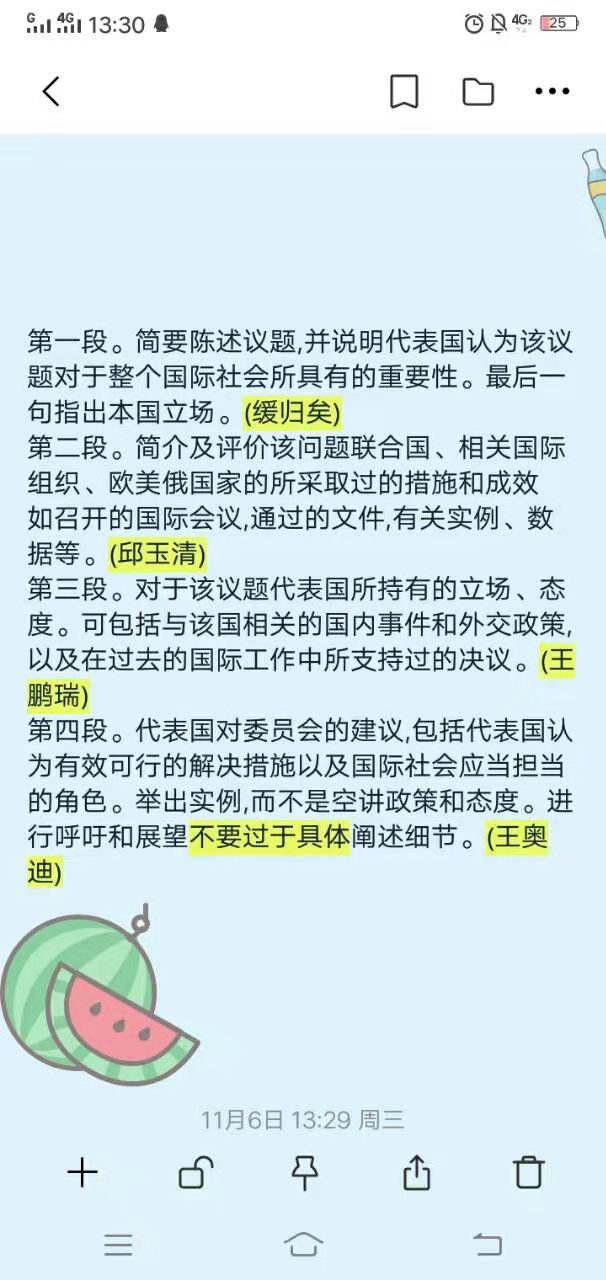 G 4G 13:30 4G2 25
第一段。简要陈述议题,并说明代表国认为该议
题对于整个国际社会所具有的重要性。最后一
句指出本国立场。(缓归矣)
第二段。简介及评价该问题联合国、相关国际
组织、欧美俄国家的所采取过的措施和成效
如召开的国际会议,通过的文件,有关实例、数
据等。(邱玉清)
第三段。对于该议题代表国所持有的立场、态
度。可包括与该国相关的国内事件和外交政策,
以及在过去的国际工作中所支持过的决议。(王
鹏瑞)
第四段。代表国对委员会的建议,包括代表国认
为有效可行的解决措施以及国际社会应当担当
的角色。举出实例,而不是空讲政策和态度。进
行呼吁和展望不要过于具体阐述细节。(王奥
迪)
11月6日 13:29 周三